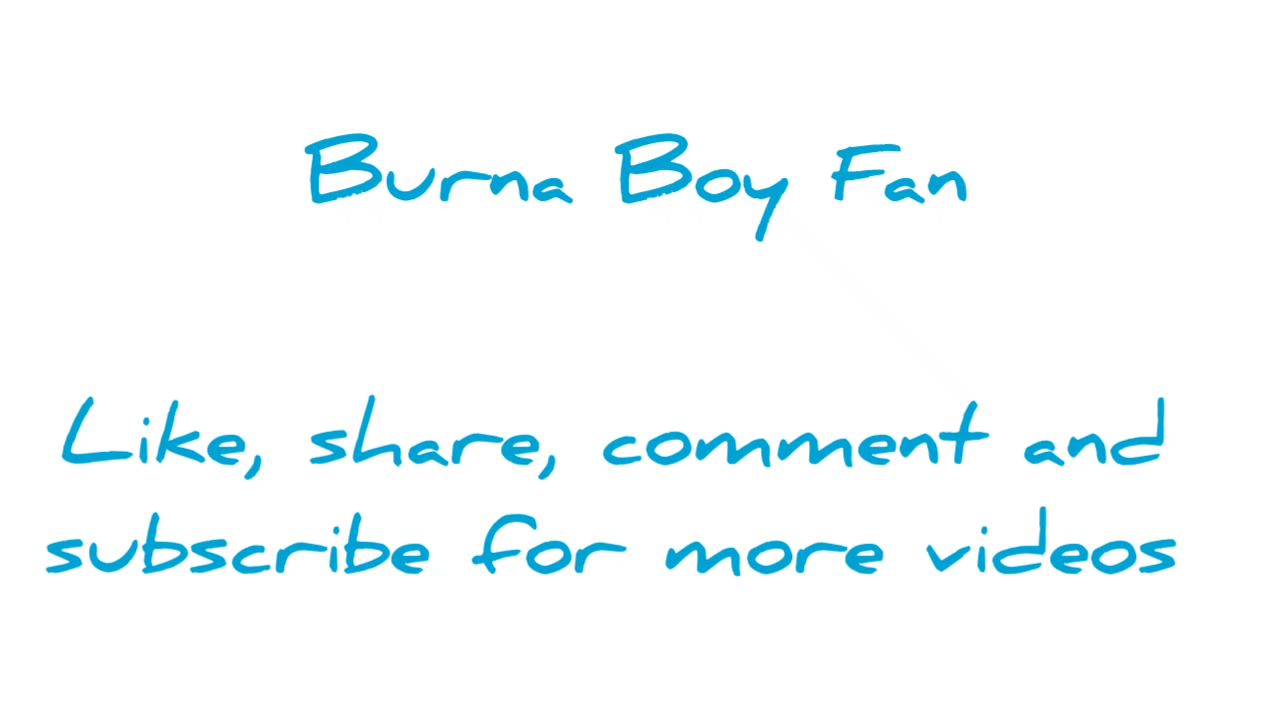 Burna Boy Fan
Like, share, comment and
subscribe for more videos